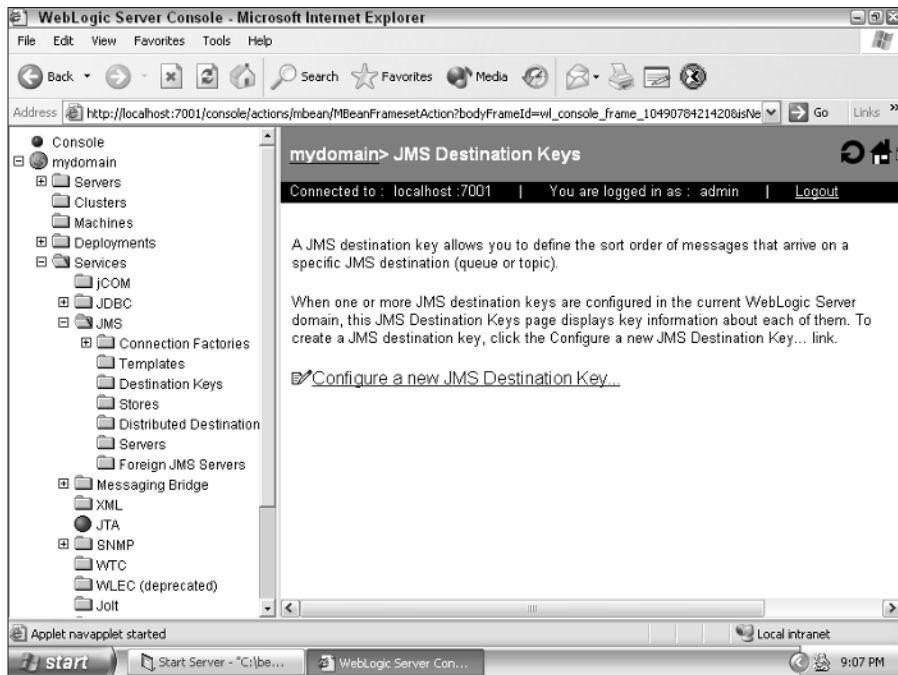 WebLogic Server Console - Microsoft Internet Explorer
File Edit View Favorites Tools Help
Back Search Favorites Media
Address http://localhost:7001/console/actions/mbean/MBeanFramesetAction?bodyFrameId=wl_console_frame_1049078421420&isNe Go Links »
Console
mydomain
Servers
Clusters
Machines
Deployments
Services
jCOM
JDBC
JMS
Connection Factories
Templates
Destination Keys
Stores
Distributed Destination
Servers
Foreign JMS Servers
Messaging Bridge
XML
JTA
SNMP
WTC
WLEC (deprecated)
Jolt
mydomain> JMS Destination Keys
Connected to : localhost :7001 | You are logged in as : admin | Logout
A JMS destination key allows you to define the sort order of messages that arrive on a
specific JMS destination (queue or topic).
When one or more JMS destination keys are configured in the current WebLogic Server
domain, this JMS Destination Keys page displays key information about each of them. To
create a JMS destination key, click the Configure a new JMS Destination Key... link.
Configure a new JMS Destination Key...
Applet navapplet started Local intranet
start Start Server - "C:\be... WebLogic Server Con... 9:07 PM